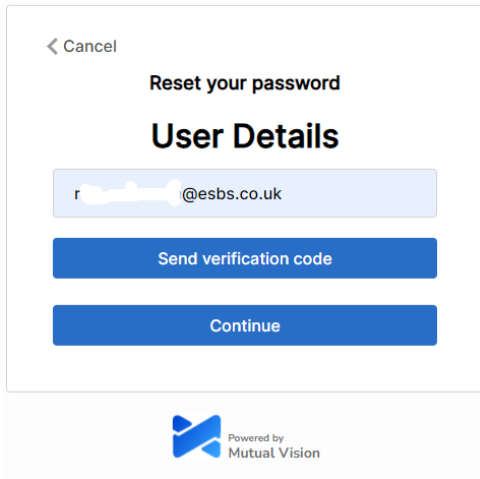 Cancel
Reset your password
User Details
@esbs.co.uk
Send verification code
Continue
Powered by
Mutual Vision